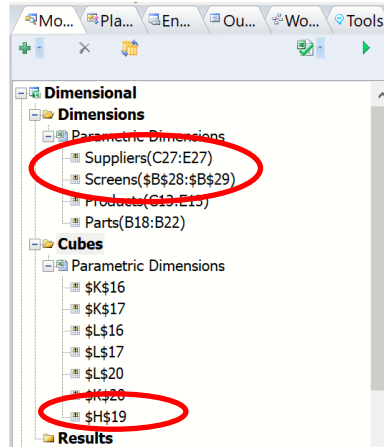 Mo... Pla... En... Ou... Wo... Tools
Dimensional
Dimensions
Parametric Dimensions
Suppliers(C27:E27)
Screens($B$28:$B$29)
Products(C13:E13)
Parts(B18:B22)
Cubes
Parametric Dimensions
$K$16
$K$17
$L$16
$L$17
$L$20
$K$20
$H$19
Results